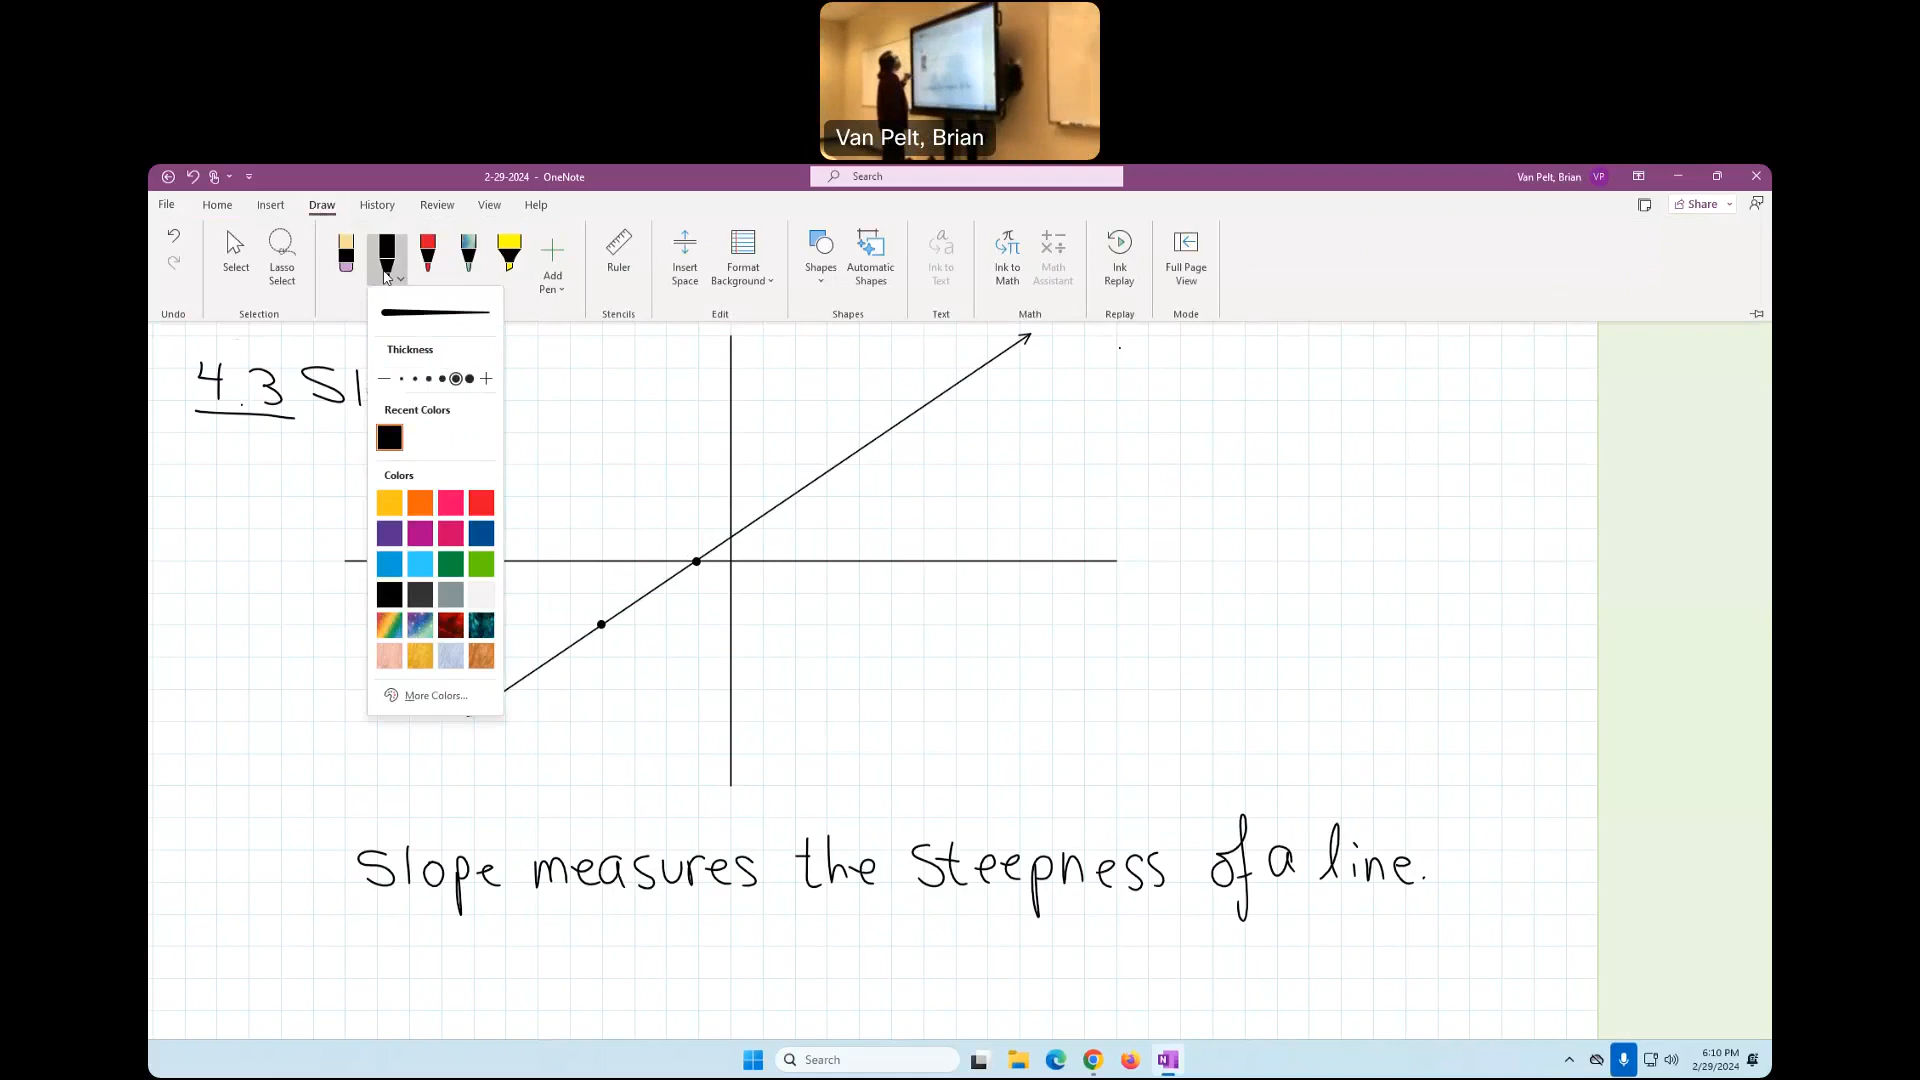 Van Pelt, Brian
2-29-2024 - OneNote
Search
Van Pelt, Brian VP
File Home Insert Draw History Review View Help
Share
Select
Lasso Select
Add Pen
Ruler
Insert Space
Format Background
Shapes
Automatic Shapes
Ink to Text
Ink to Math
Math Assistant
Ink Replay
Full Page View
Undo Selection Stencils Edit Shapes Text Math Replay Mode
Thickness
4.3 Sl
Recent Colors
Colors
More Colors...
Slope measures the steepness of a line.
Search
6:10 PM
2/29/2024